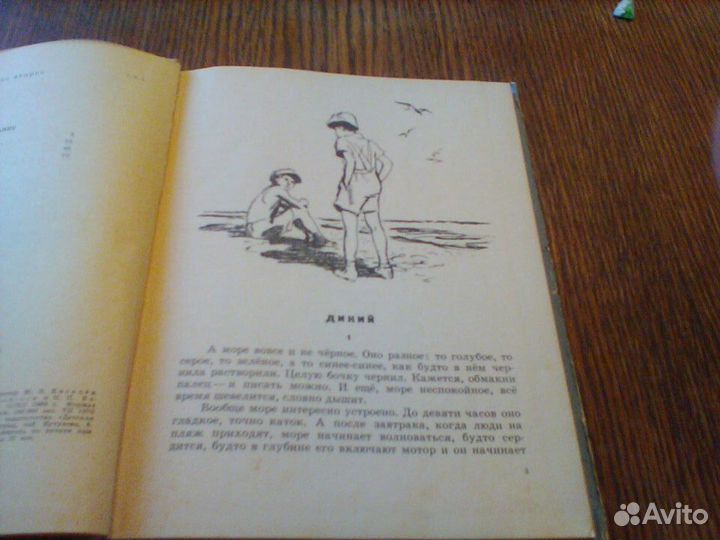 ДИКИЙ
1
А море вовсе и не чёрное. Оно разное: то голубое, то
серое, то зелёное, а то синее-синее, как будто в нём чер-
нила растворили. Целую бочку чернил. Кажется, обмакни
палец — и писать можно. И ещё, море неспокойное, всё
время шевелится, словно дышит.
Вообще море интересно устроено. До девяти часов оно
гладкое, точно каток. А после завтрака, когда люди на
пляж приходят, море начинает волноваться, будто сер-
дится, будто в глубине его включают мотор и он начинает
3
Avito